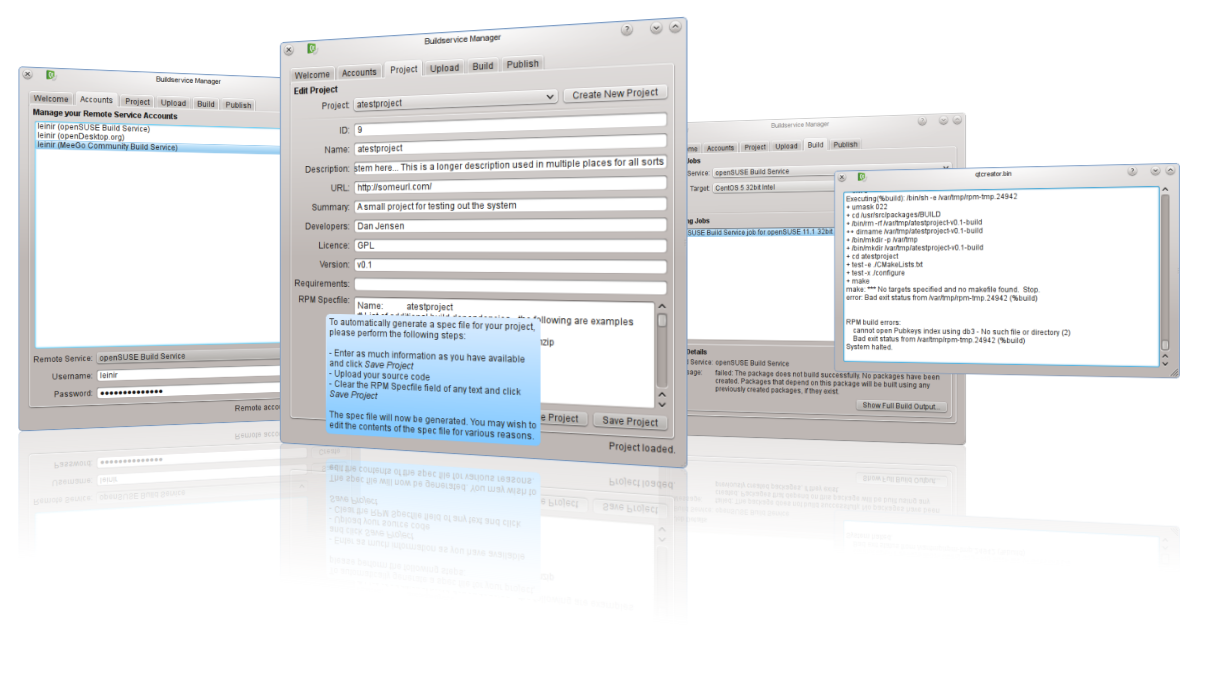 Buildservice Manager
Welcome Accounts Project Upload Build Publish
Manage your Remote Service Accounts
leinir (openSUSE Build Service)
leinir (openDesktop.org)
leinir (MeeGo Community Build Service)
Remote Service: openSUSE Build Service
Username: leinir
Password: ••••••••••••••
Remote accou
Buildservice Manager
Welcome Accounts Project Upload Build Publish
Edit Project
Project: atestproject Create New Project
ID: 9
Name: atestproject
Description: stem here... This is a longer description used in multiple places for all sorts
URL: http://someurl.com/
Summary: A small project for testing out the system
Developers: Dan Jensen
Licence: GPL
Version: v0.1
Requirements:
RPM Specfile: Name: atestproject
following are examples
To automatically generate a spec file for your project,
please perform the following steps:
- Enter as much information as you have available
and click Save Project
- Upload your source code
- Clear the RPM Specfile field of any text and click
Save Project
The spec file will now be generated. You may wish to
edit the contents of the spec file for various reasons.
Project Save Project
Project loaded.
Buildservice Manager
Accounts Project Upload Build Publish
Jobs
Service: openSUSE Build Service
Target: CentOS 5 32bit Intel
Jobs
SUSE Build Service job for openSUSE 11.1 32bit
Details
Service: openSUSE Build Service
failed: The package does not build successfully. No packages have been
created. Packages that depend on this package will be built using any
previously created packages, if they exist.
Show Full Build Output...
qtcreator.bin
Executing(%build): /bin/sh -e /var/tmp/rpm-tmp.24942
+ umask 022
+ cd /usr/src/packages/BUILD
+ /bin/rm -rf /var/tmp/atestproject-v0.1-build
++ dirname /var/tmp/atestproject-v0.1-build
+ /bin/mkdir -p /var/tmp
+ /bin/mkdir /var/tmp/atestproject-v0.1-build
+ cd atestproject
+ test -e ./CMakeLists.txt
+ test -x ./configure
+ make
make: *** No targets specified and no makefile found. Stop.
error: Bad exit status from /var/tmp/rpm-tmp.24942 (%build)
RPM build errors:
cannot open Pubkeys index using db3 - No such file or directory (2)
Bad exit status from /var/tmp/rpm-tmp.24942 (%build)
System halted.